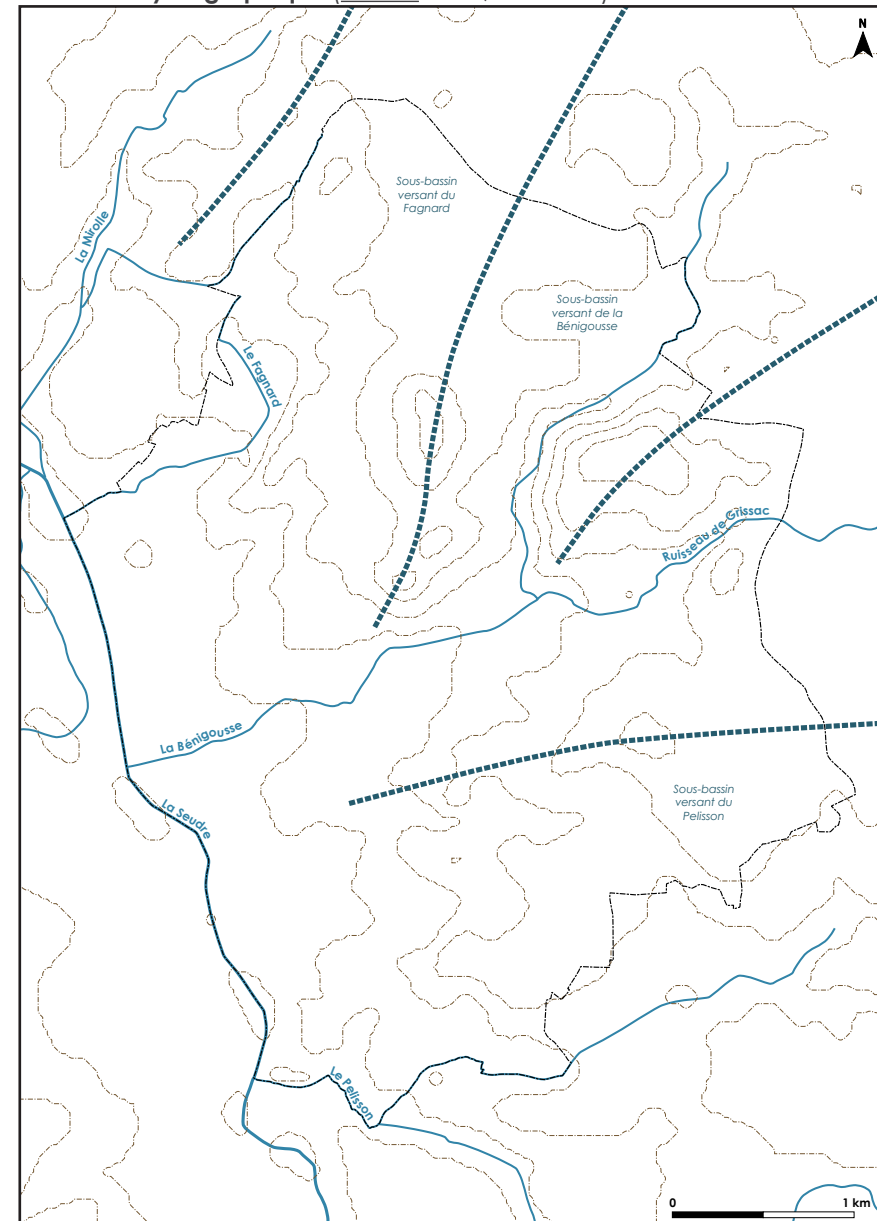 N
Sous-bassin
versant du
Fagnard
La Mirolle
Sous-bassin
versant de la
Bénigousse
Le Fagnard
Ruisseau de Grissac
La Bénigousse
Sous-bassin
versant du
Pelisson
La Seudre
Le Pelisson
0
1 km